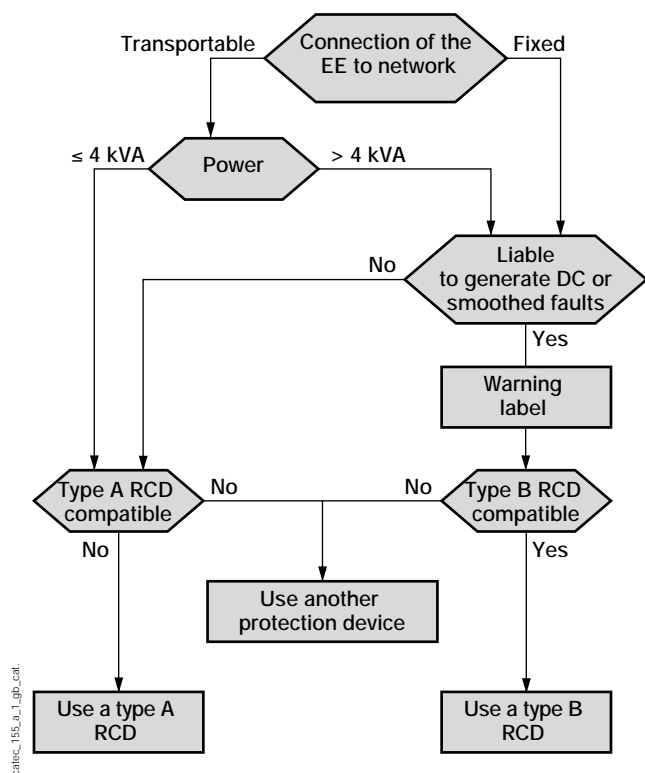 Transportable
Connection of the
EE to network
Fixed
≤ 4 kVA
Power
> 4 kVA
No
Liable
to generate DC or
smoothed faults
Yes
Warning
label
Type A RCD
compatible
No
No
Type B RCD
compatible
No
Yes
Use another
protection device
Use a type A
RCD
Use a type B
RCD
catec_155_a_1_gb_cat.